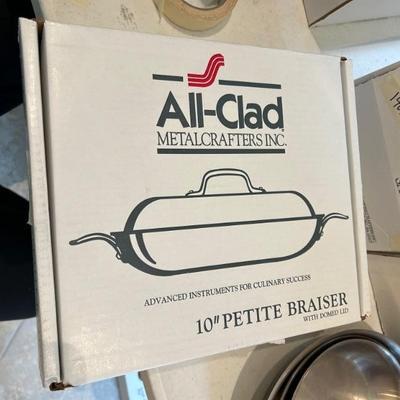 All-Clad
METALCRAFTERS INC.
ADVANCED INSTRUMENTS FOR CULINARY SUCCESS
10" PETITE BRAISER
WITH DOMED LID